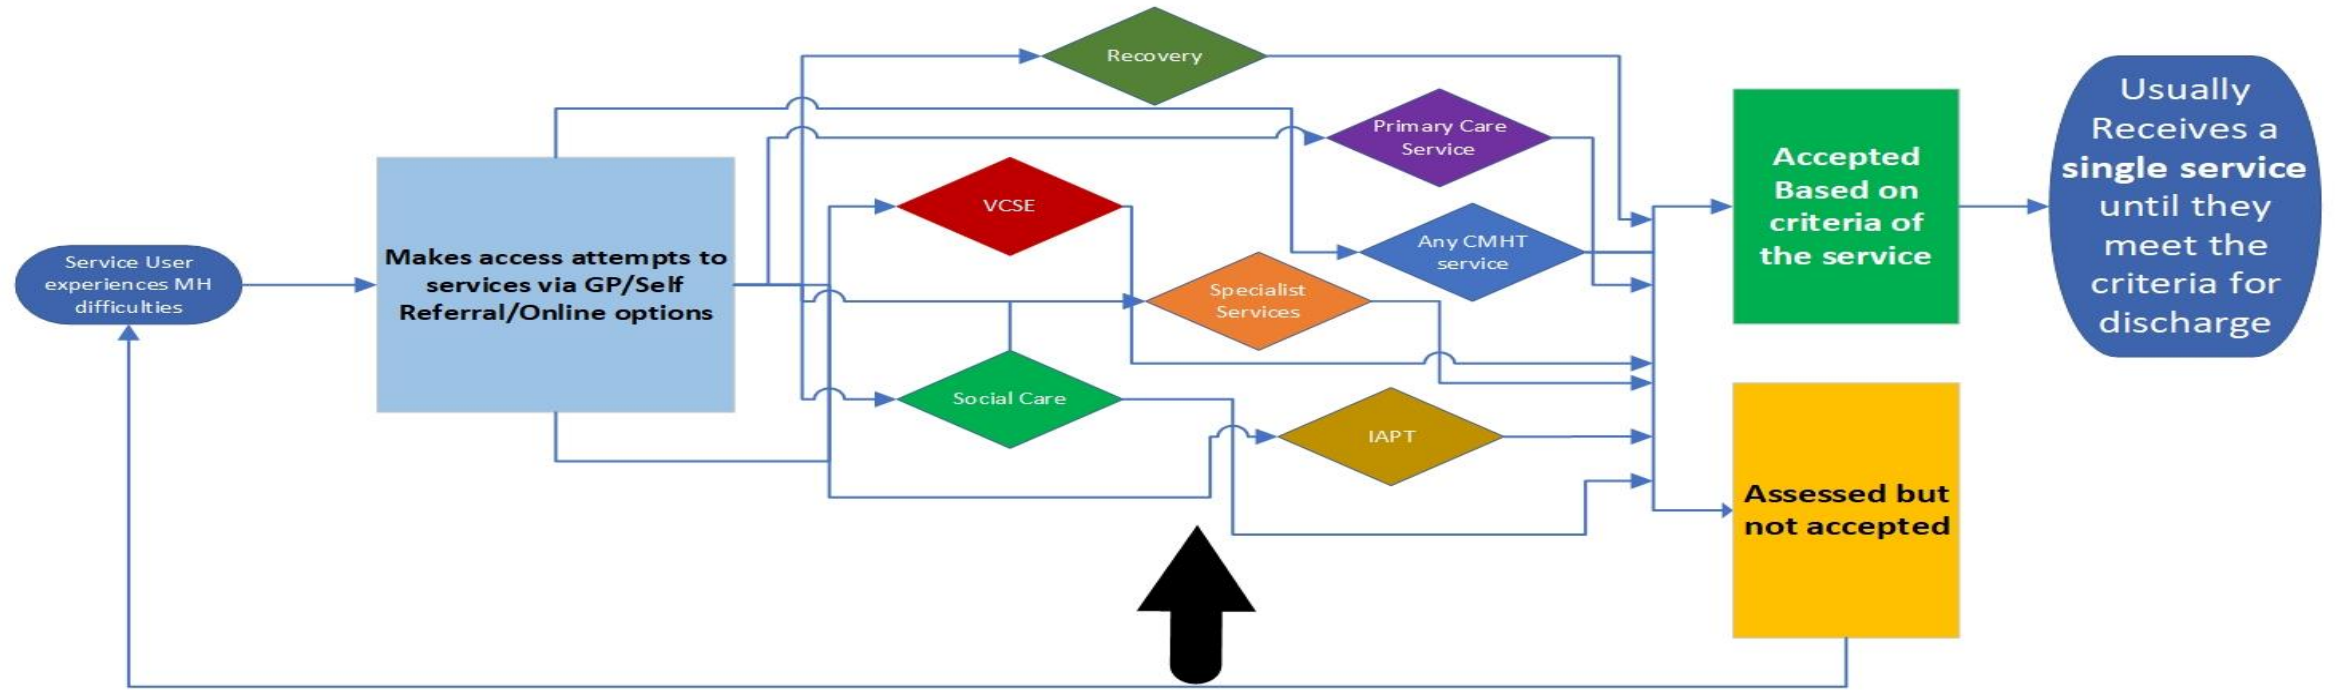 Service User
experiences MH
difficulties
Makes access attempts to
services via GP/Self
Referral/Online options
Recovery
Primary Care
Service
VCSE
Any CMHT
service
Specialist
Services
Social Care
IAPT
Accepted
Based on
criteria of
the service
Assessed but
not accepted
Usually
Receives a
single service
until they
meet the
criteria for
discharge